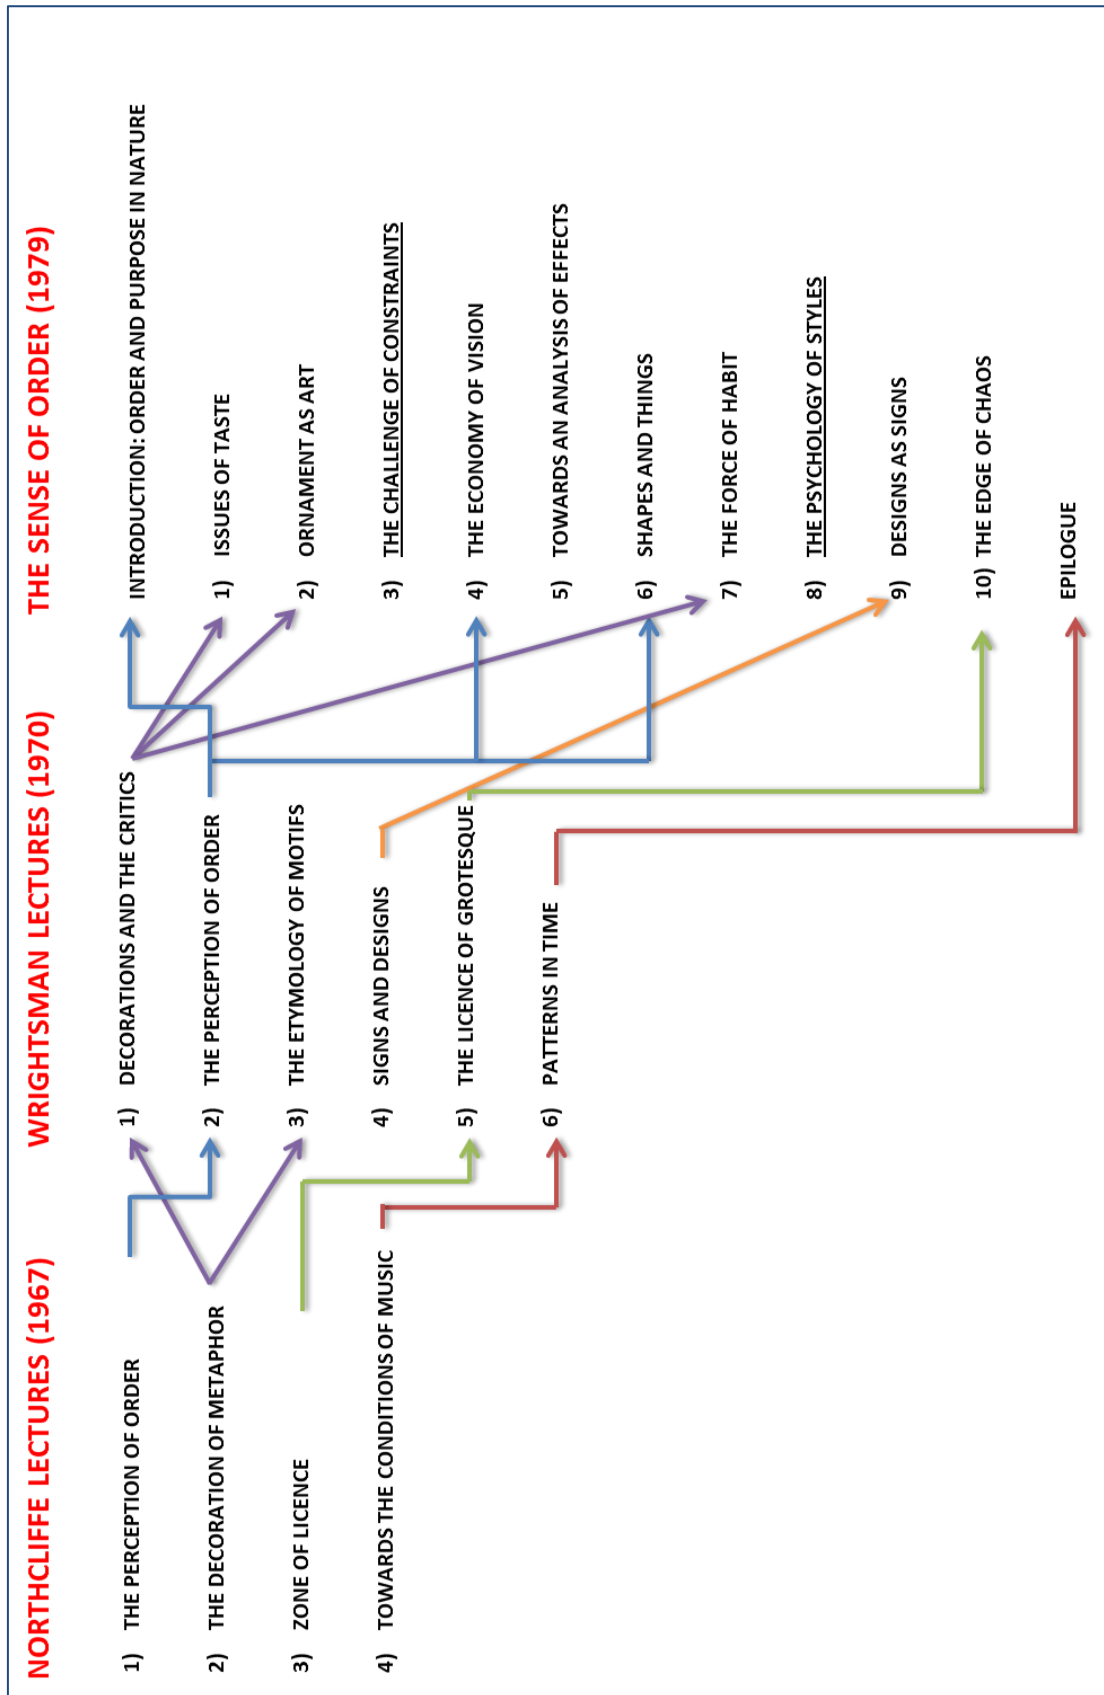 NORTHCLIFFE LECTURES (1967)
1) THE PERCEPTION OF ORDER
2) THE DECORATION OF METAPHOR
3) ZONE OF LICENCE
4) TOWARDS THE CONDITIONS OF MUSIC
WRIGHTSMAN LECTURES (1970)
1) DECORATIONS AND THE CRITICS
2) THE PERCEPTION OF ORDER
3) THE ETYMOLOGY OF MOTIFS
4) SIGNS AND DESIGNS
5) THE LICENCE OF GROTESQUE
6) PATTERNS IN TIME
THE SENSE OF ORDER (1979)
INTRODUCTION: ORDER AND PURPOSE IN NATURE
1) ISSUES OF TASTE
2) ORNAMENT AS ART
3) THE CHALLENGE OF CONSTRAINTS
4) THE ECONOMY OF VISION
5) TOWARDS AN ANALYSIS OF EFFECTS
6) SHAPES AND THINGS
7) THE FORCE OF HABIT
8) THE PSYCHOLOGY OF STYLES
9) DESIGNS AS SIGNS
10) THE EDGE OF CHAOS
EPILOGUE